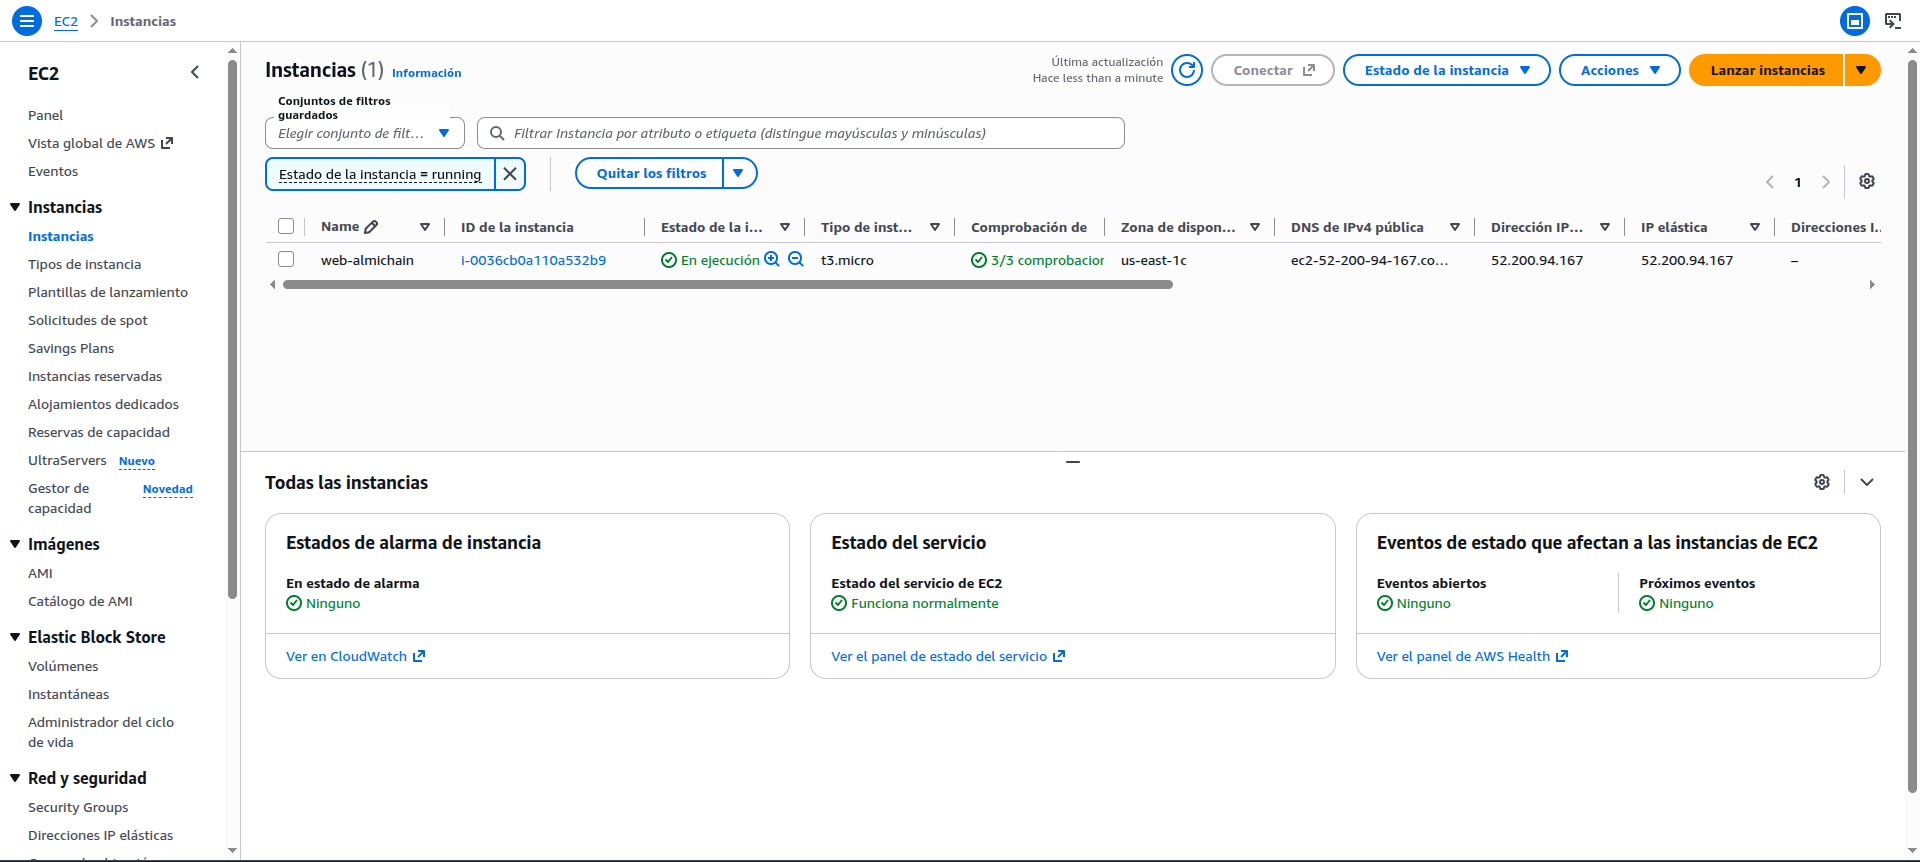 EC2 > Instancias
EC2
Panel
Vista global de AWS
Eventos
Instancias
Instancias
Tipos de instancia
Plantillas de lanzamiento
Solicitudes de spot
Savings Plans
Instancias reservadas
Alojamientos dedicados
Reservas de capacidad
UltraServers Nuevo
Gestor de Novedad
capacidad
Imágenes
AMI
Catálogo de AMI
Elastic Block Store
Volúmenes
Instantáneas
Administrador del ciclo
de vida
Red y seguridad
Security Groups
Direcciones IP elásticas
Instancias (1) Información
Última actualización
Hace less than a minute
Conectar
Estado de la instancia
Acciones
Lanzar instancias
Conjuntos de filtros
guardados
Elegir conjunto de filt...
Filtrar Instancia por atributo o etiqueta (distingue mayúsculas y minúsculas)
Estado de la instancia = running
Quitar los filtros
1
Name ID de la instancia Estado de la i... Tipo de inst... Comprobación de Zona de dispon... DNS de IPv4 pública Dirección IP... IP elástica Direcciones I..
web-almichain i-0036cb0a110a532b9 En ejecución t3.micro 3/3 comprobacior us-east-1c ec2-52-200-94-167.co... 52.200.94.167 52.200.94.167 –
Todas las instancias
Estados de alarma de instancia
En estado de alarma
Ninguno
Ver en CloudWatch
Estado del servicio
Estado del servicio de EC2
Funciona normalmente
Ver el panel de estado del servicio
Eventos de estado que afectan a las instancias de EC2
Eventos abiertos Próximos eventos
Ninguno Ninguno
Ver el panel de AWS Health